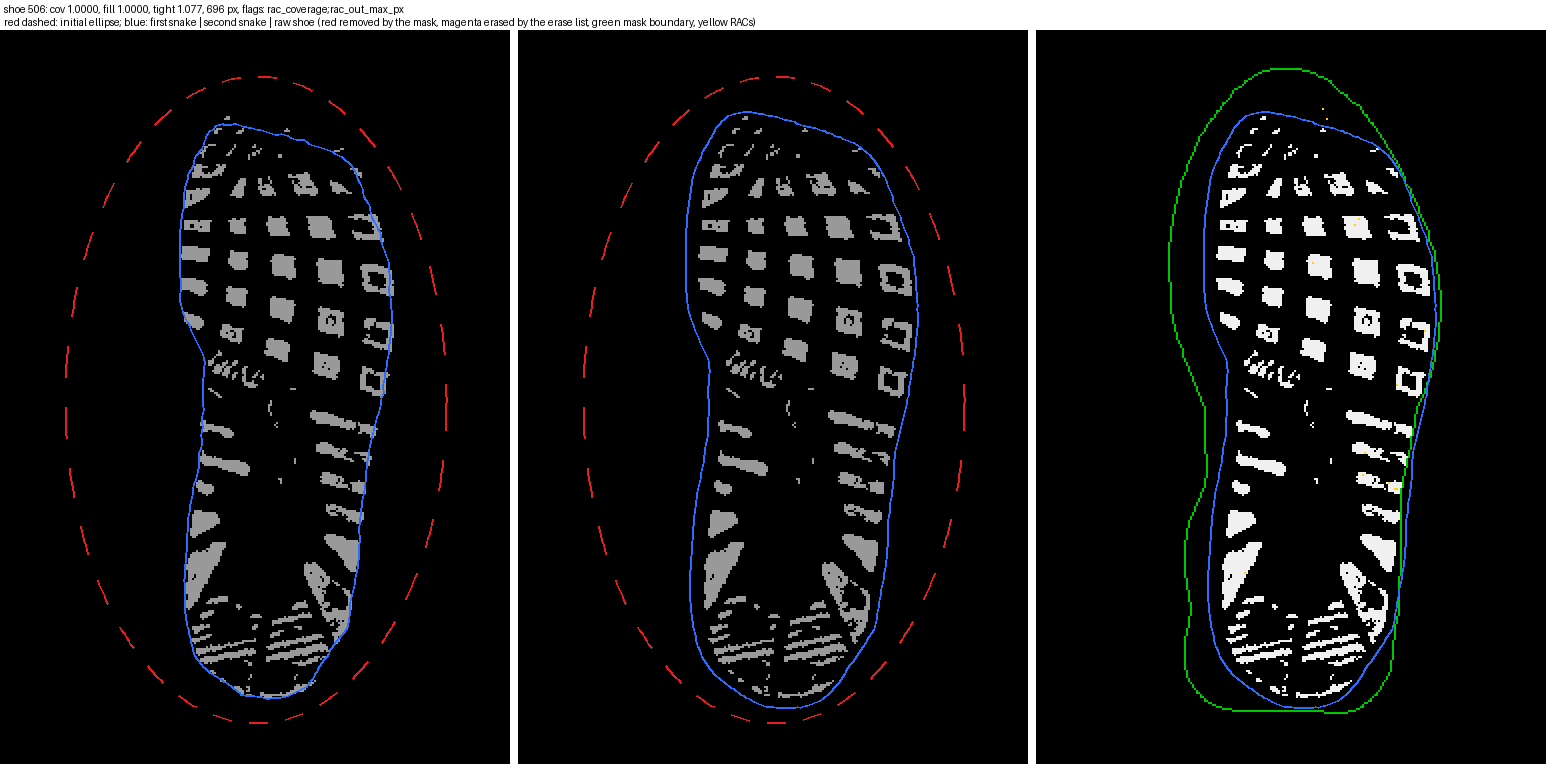 shoe 506: cov 1.0000, fill 1.0000, tight 1.077, 696 px, flags: rac_coverage;rac_out_max_px
red dashed: initial ellipse; blue: first snake | second snake | raw shoe (red removed by the mask, magenta erased by the erase list, green mask boundary, yellow RACs)